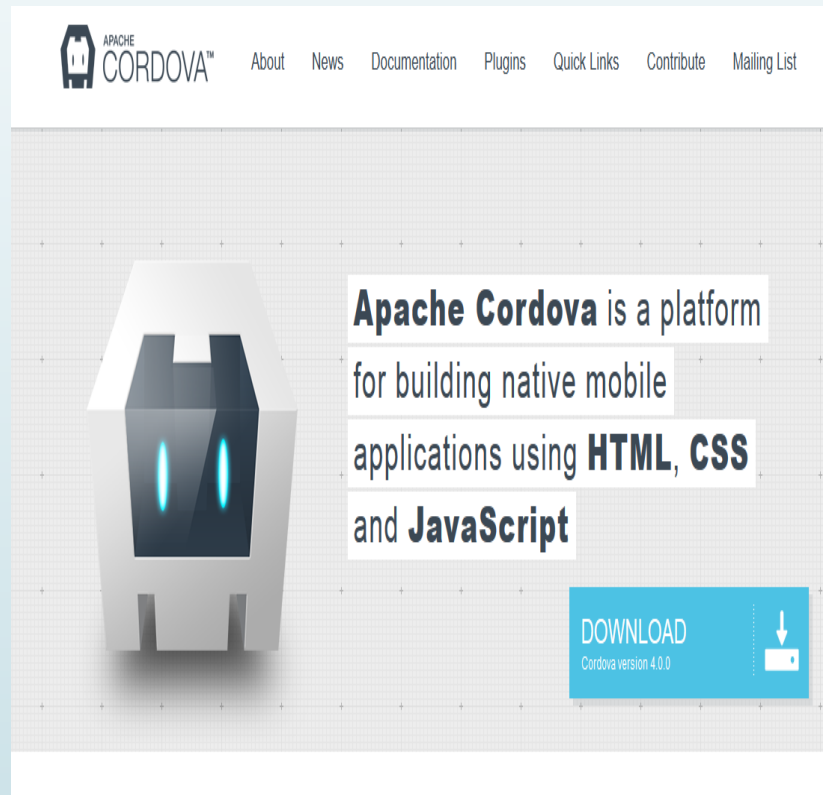 APACHE
CORDOVA™
About News Documentation Plugins Quick Links Contribute Mailing List
Apache Cordova is a platform
for building native mobile
applications using HTML, CSS
and JavaScript
DOWNLOAD
Cordova version 4.0.0